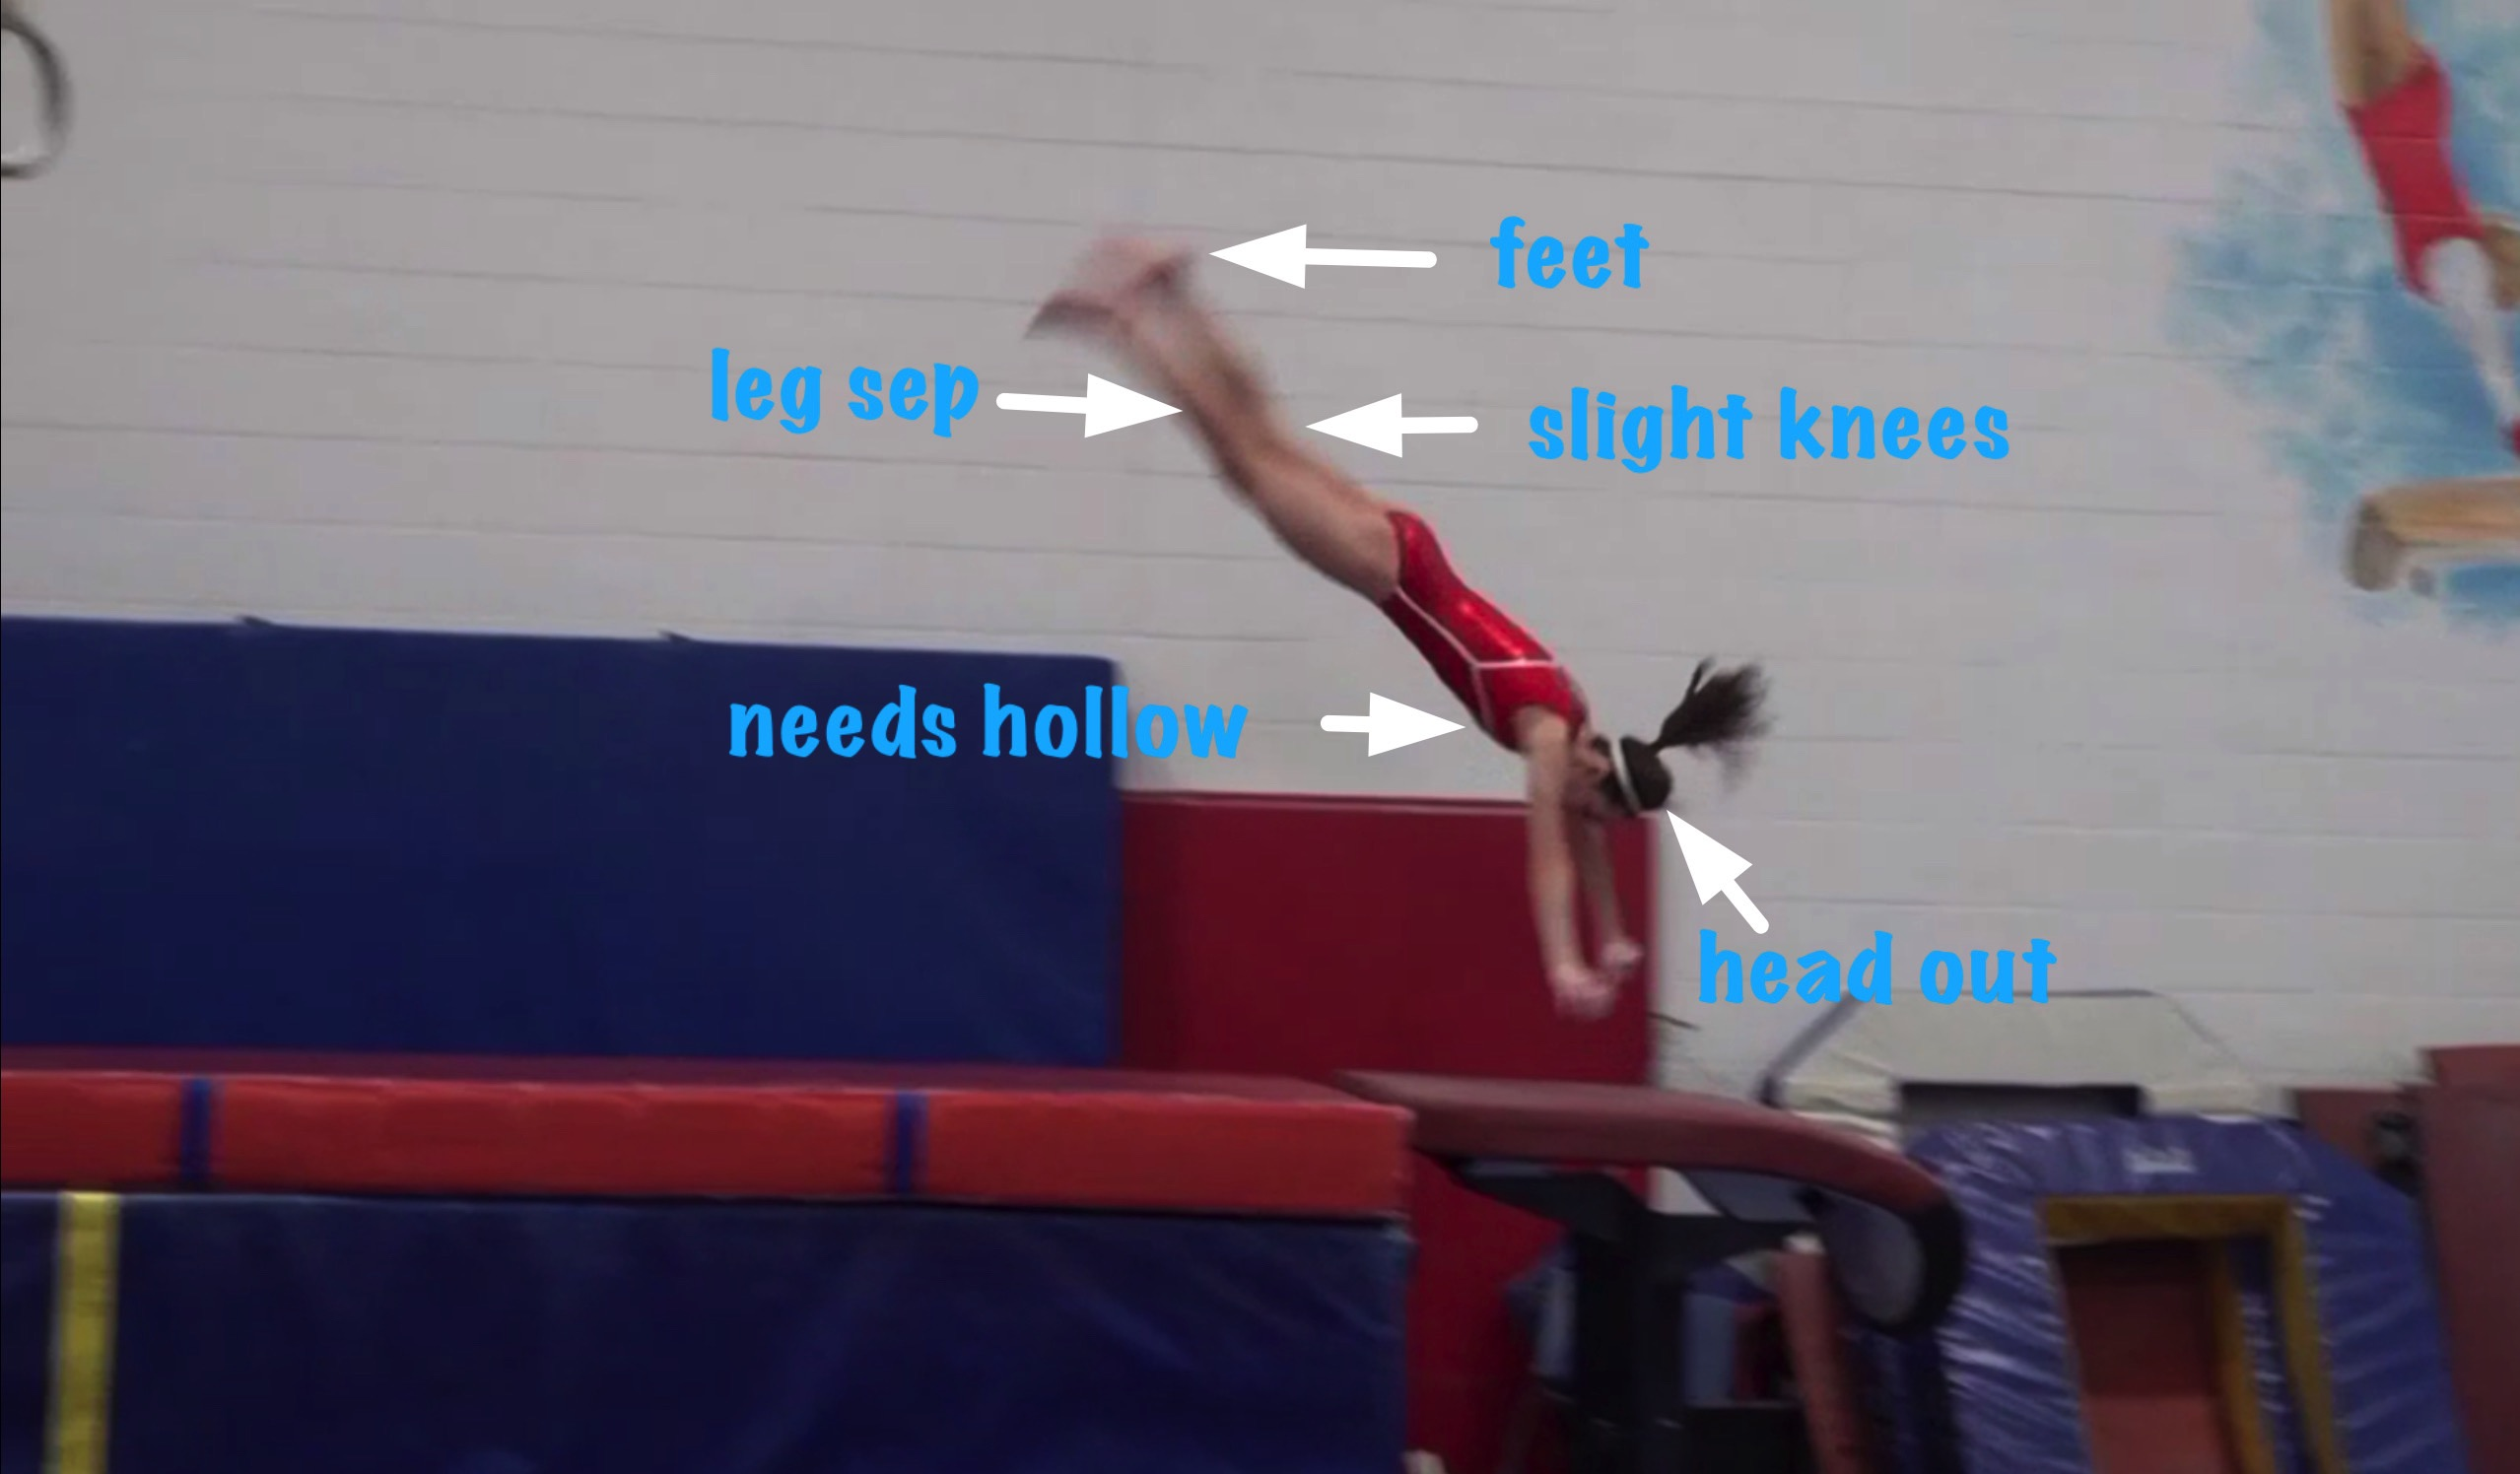 feet
leg sep
slight knees
needs hollow
head out